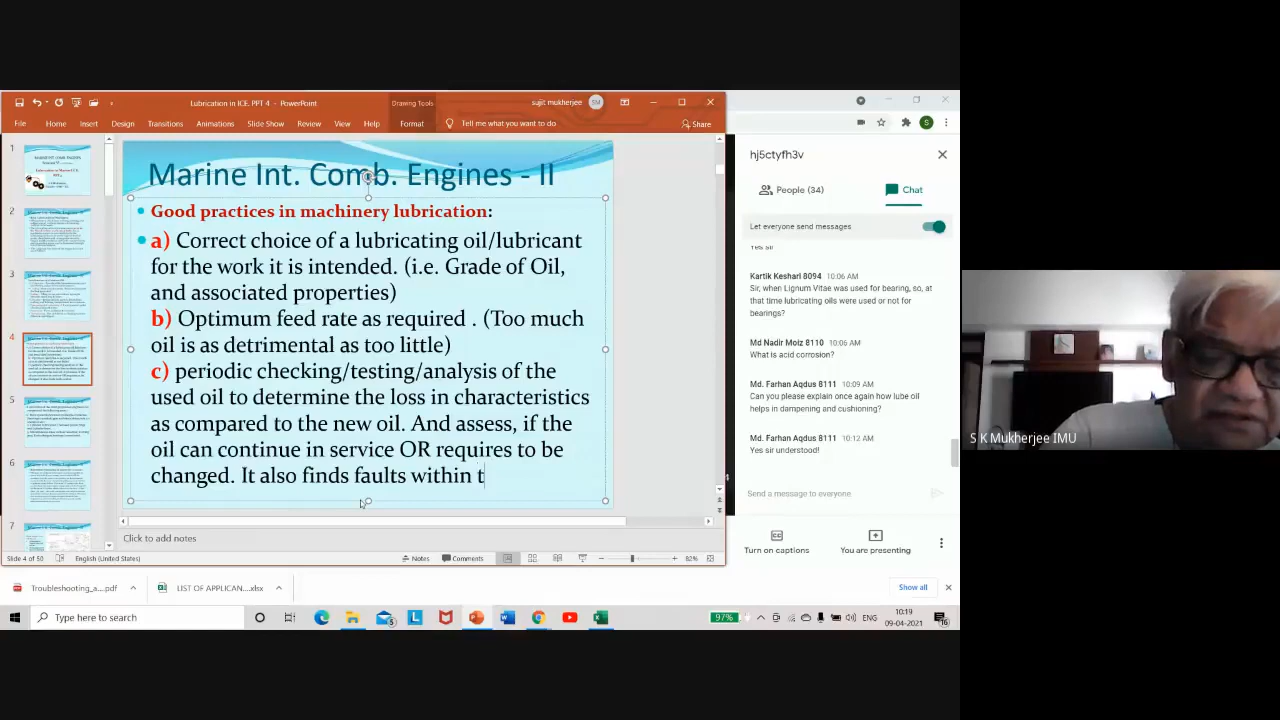 Lubrication in ICE. PPT 4 - PowerPoint
Drawing Tools
sujit mukherjee
SM
File
Home
Insert
Design
Transitions
Animations
Slide Show
Review
View
Help
Format
Tell me what you want to do
Share
1
2
3
4
5
6
7
Marine Int. Comb. Engines - II
Good practices in machinery lubrication:
a) Correct choice of a lubricating oil/lubricant
for the work it is intended. (i.e. Grade of Oil,
and associated properties)
b) Optimum feed rate as required . (Too much
oil is as detrimental as too little)
c) periodic checking/testing/analysis of the
used oil to determine the loss in characteristics
as compared to the new oil. And assess, if the
oil can continue in service OR requires to be
changed. It also finds faults within t
Click to add notes
Slide 4 of 50
English (United States)
Notes
Comments
82%
S
hj5ctyfh3v
People (34)
Chat
Let everyone send messages
Yes sir
Kartik Keshari 8094 10:06 AM
Sir, when Lignum Vitae was used for bearing, so, at
that time lubricating oils were used or not for
bearings?
Md Nadir Moiz 8110 10:06 AM
What is acid corrosion?
Md. Farhan Aqdus 8111 10:09 AM
Can you please explain once again how lube oil
helps in dampening and cushioning?
Md. Farhan Aqdus 8111 10:12 AM
Yes sir understood!
Send a message to everyone
Turn on captions
You are presenting
S K Mukherjee IMU
Troubleshooting_a....pdf
LIST OF APPLICAN....xlsx
Show all
Type here to search
97%
ENG
10:19
09-04-2021